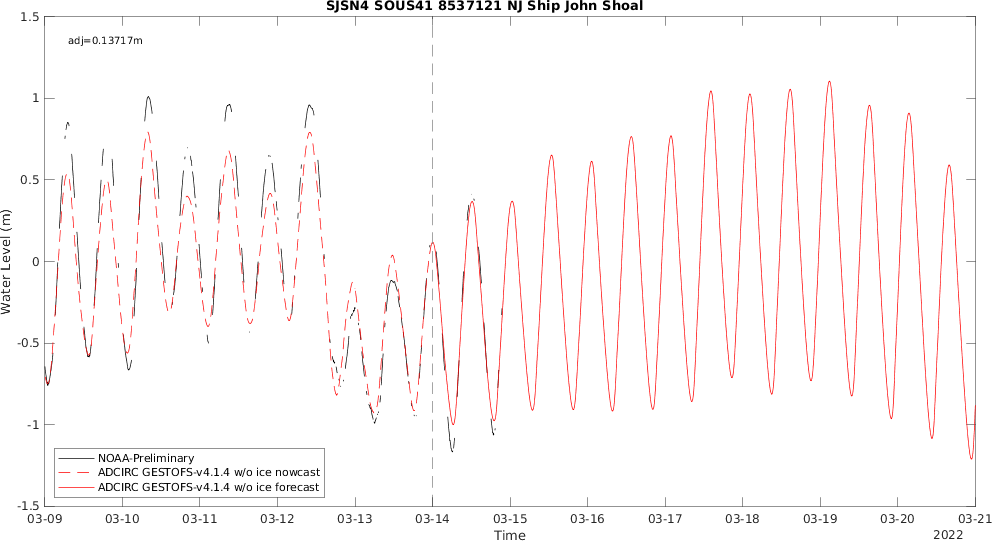 SJSN4 SOUS41 8537121 NJ Ship John Shoal
1.5
adj=0.13717m
1
0.5
0
-0.5
-1
-1.5
Water Level (m)
NOAA-Preliminary
ADCIRC GESTOFS-v4.1.4 w/o ice nowcast
ADCIRC GESTOFS-v4.1.4 w/o ice forecast
03-09 03-10 03-11 03-12 03-13 03-14 03-15 03-16 03-17 03-18 03-19 03-20 03-21
Time
2022